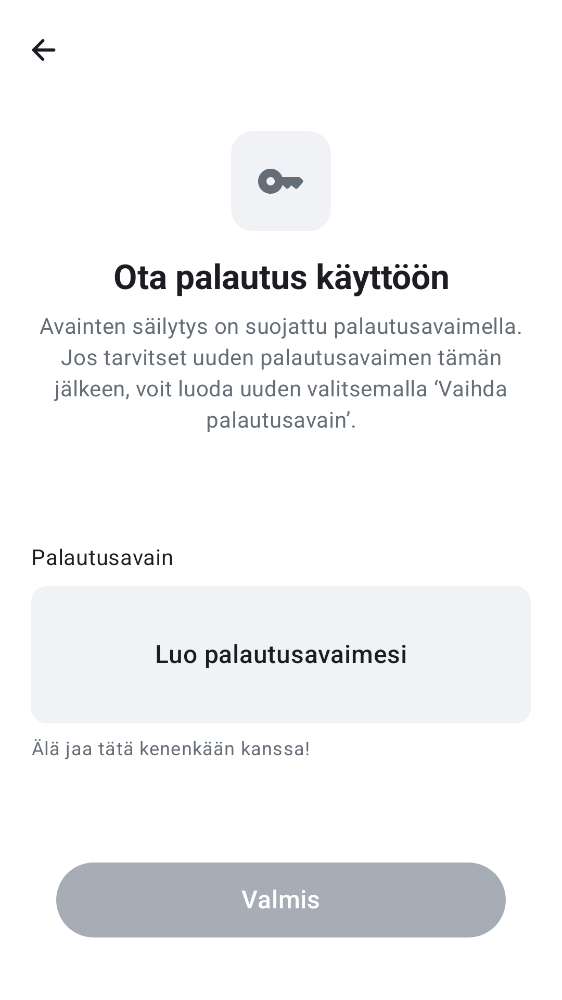 Ota palautus käyttöön
Avainten säilytys on suojattu palautusavaimella.
Jos tarvitset uuden palautusavaimen tämän
jälkeen, voit luoda uuden valitsemalla ‘Vaihda
palautusavain’.
Palautusavain
Luo palautusavaimesi
Älä jaa tätä kenenkään kanssa!
Valmis